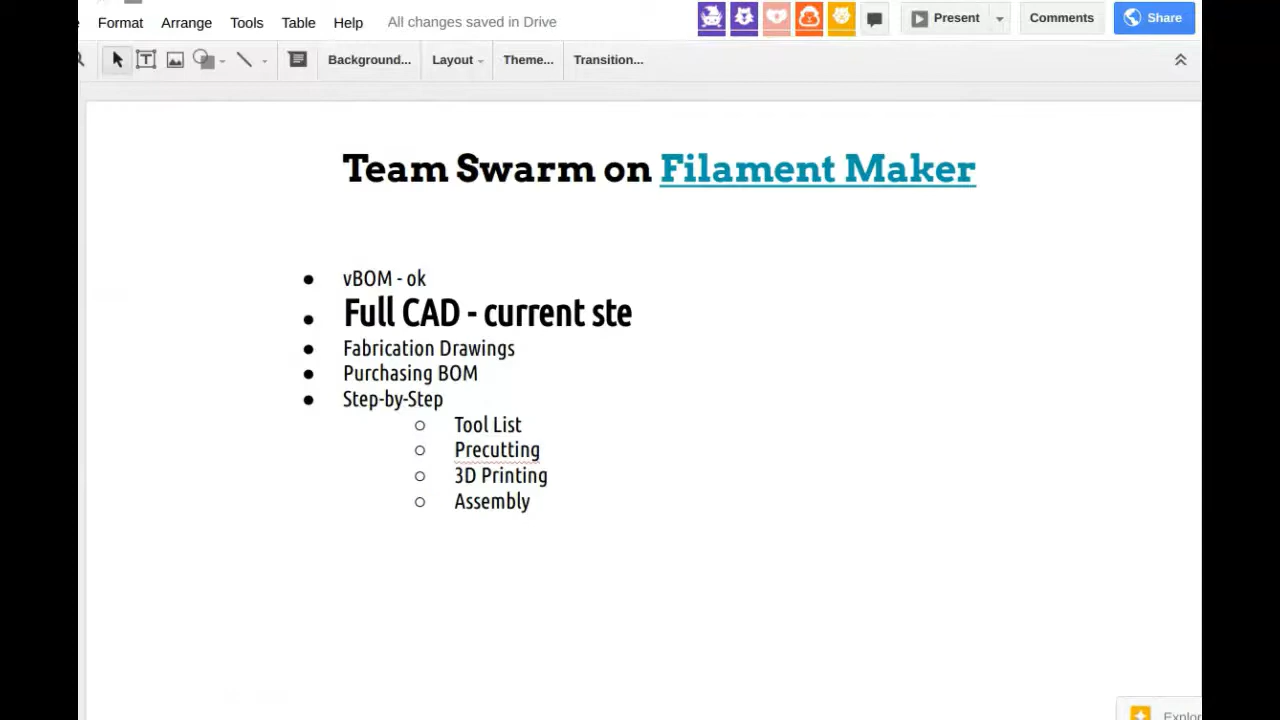 Format Arrange Tools Table Help All changes saved in Drive Present Comments Share
Background... Layout Theme... Transition...
Team Swarm on Filament Maker
● vBOM - ok
● Full CAD - current ste
● Fabrication Drawings
● Purchasing BOM
● Step-by-Step
○ Tool List
○ Precutting
○ 3D Printing
○ Assembly